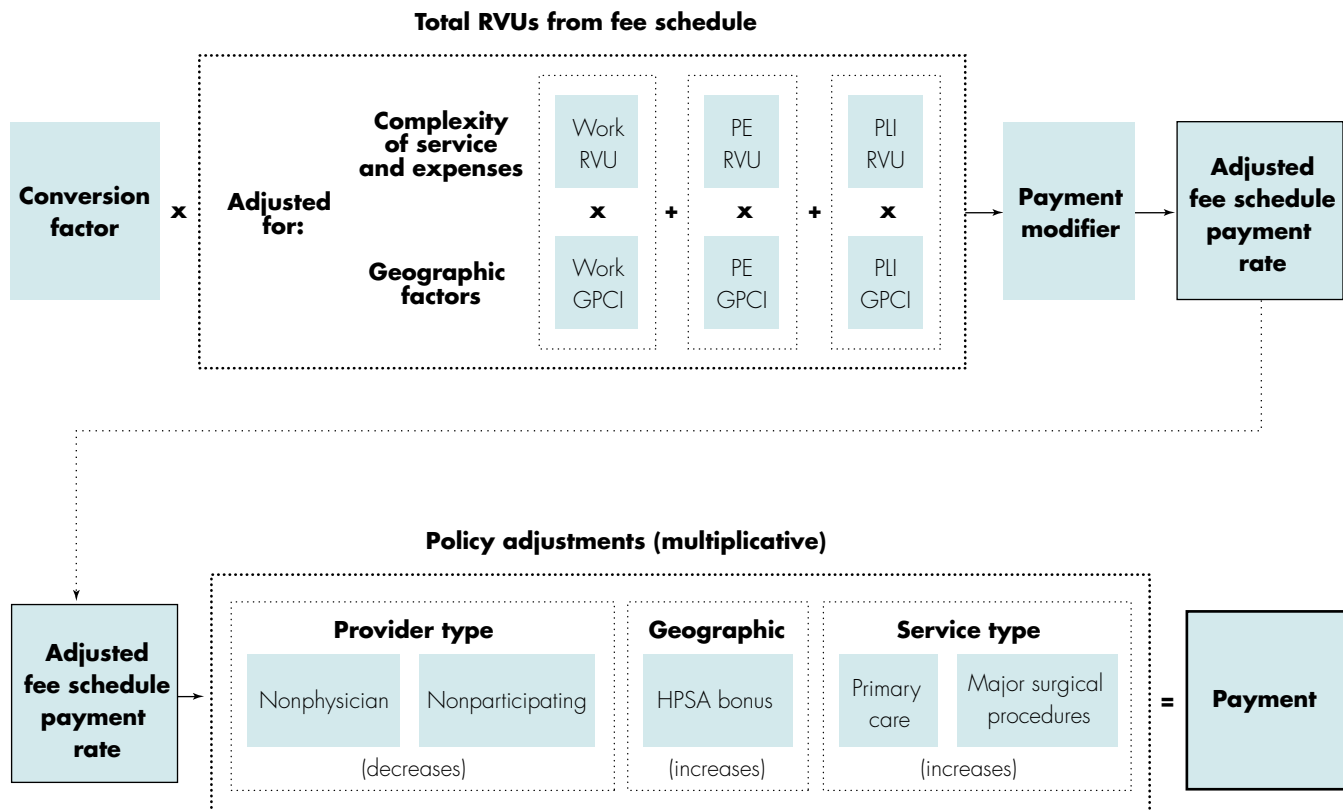 Total RVUs from fee schedule
Conversion
factor
x
Adjusted
for:
Complexity
of service
and expenses
Work
RVU
x
Work
GPCI
+
PE
RVU
x
PE
GPCI
+
PLI
RVU
x
PLI
GPCI
Geographic
factors
Payment
modifier
Adjusted
fee schedule
payment
rate
Policy adjustments (multiplicative)
Adjusted
fee schedule
payment
rate
Provider type
Nonphysician
Nonparticipating
(decreases)
Geographic
HPSA bonus
(increases)
Service type
Primary
care
Major surgical
procedures
(increases)
=
Payment